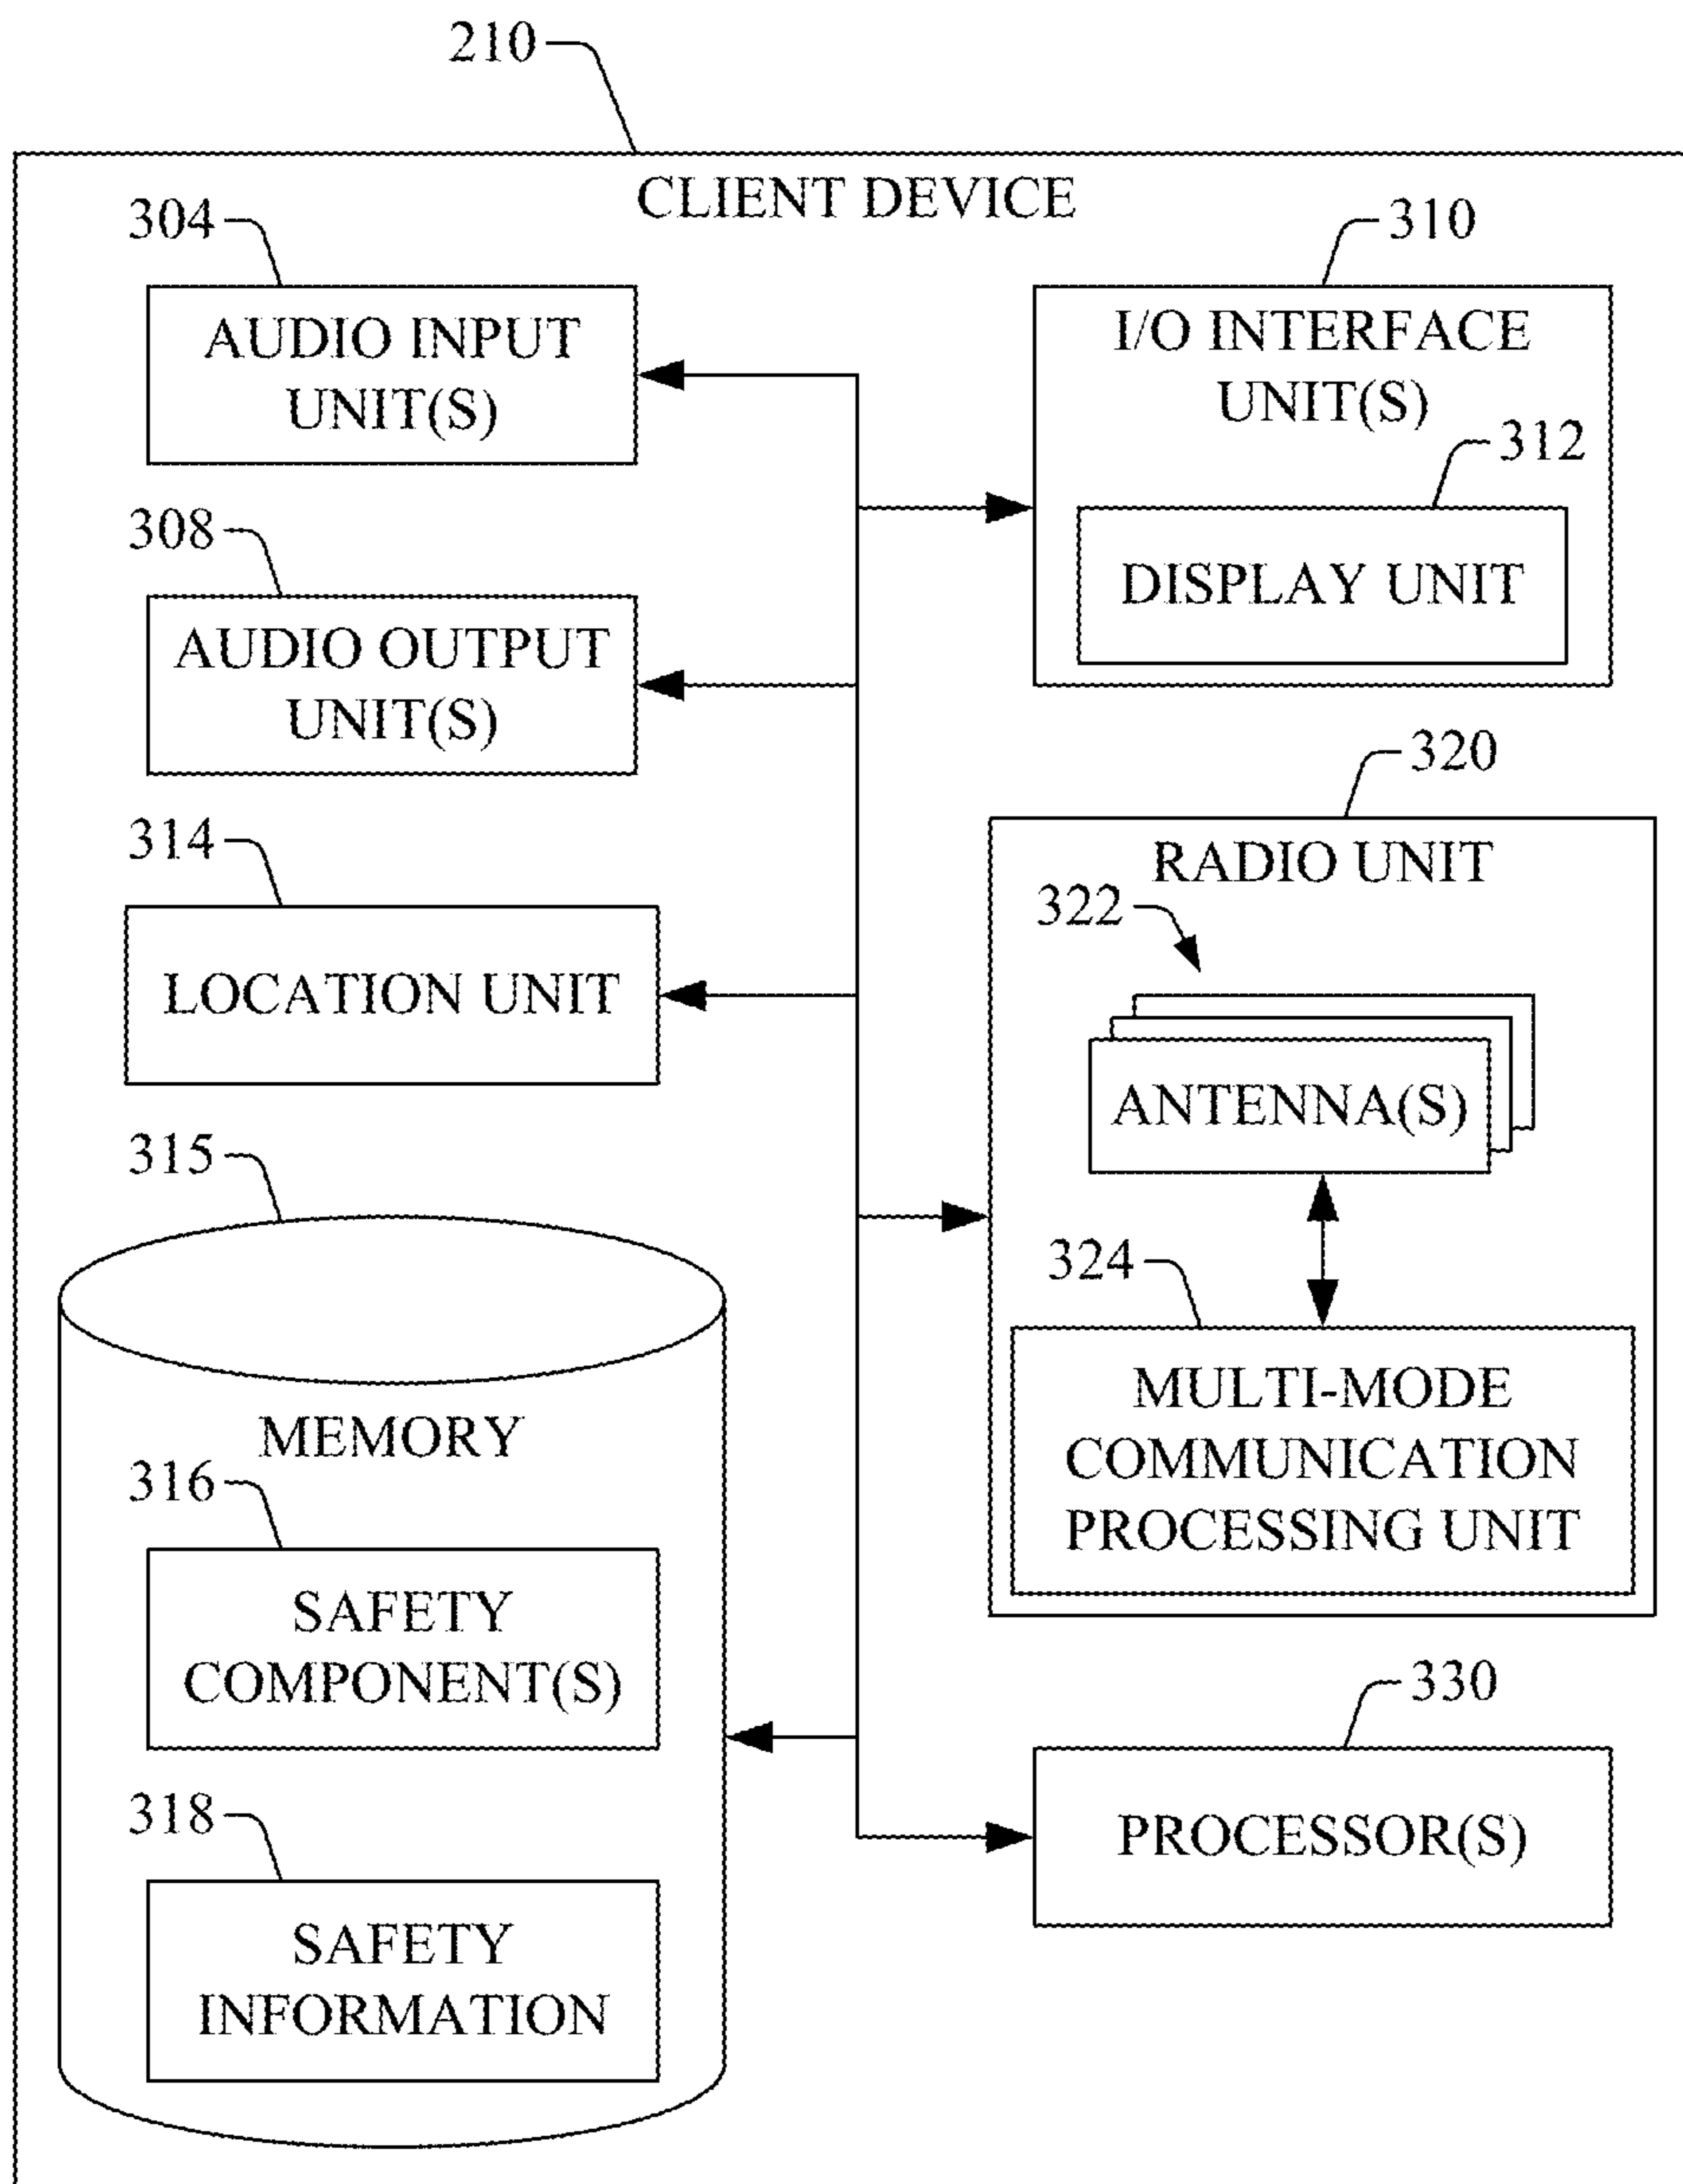 210
CLIENT DEVICE
304
AUDIO INPUT
UNIT(S)
308
AUDIO OUTPUT
UNIT(S)
314
LOCATION UNIT
315
MEMORY
316
SAFETY
COMPONENT(S)
318
SAFETY
INFORMATION
310
I/O INTERFACE
UNIT(S)
312
DISPLAY UNIT
320
RADIO UNIT
322
ANTENNA(S)
324
MULTI-MODE
COMMUNICATION
PROCESSING UNIT
330
PROCESSOR(S)